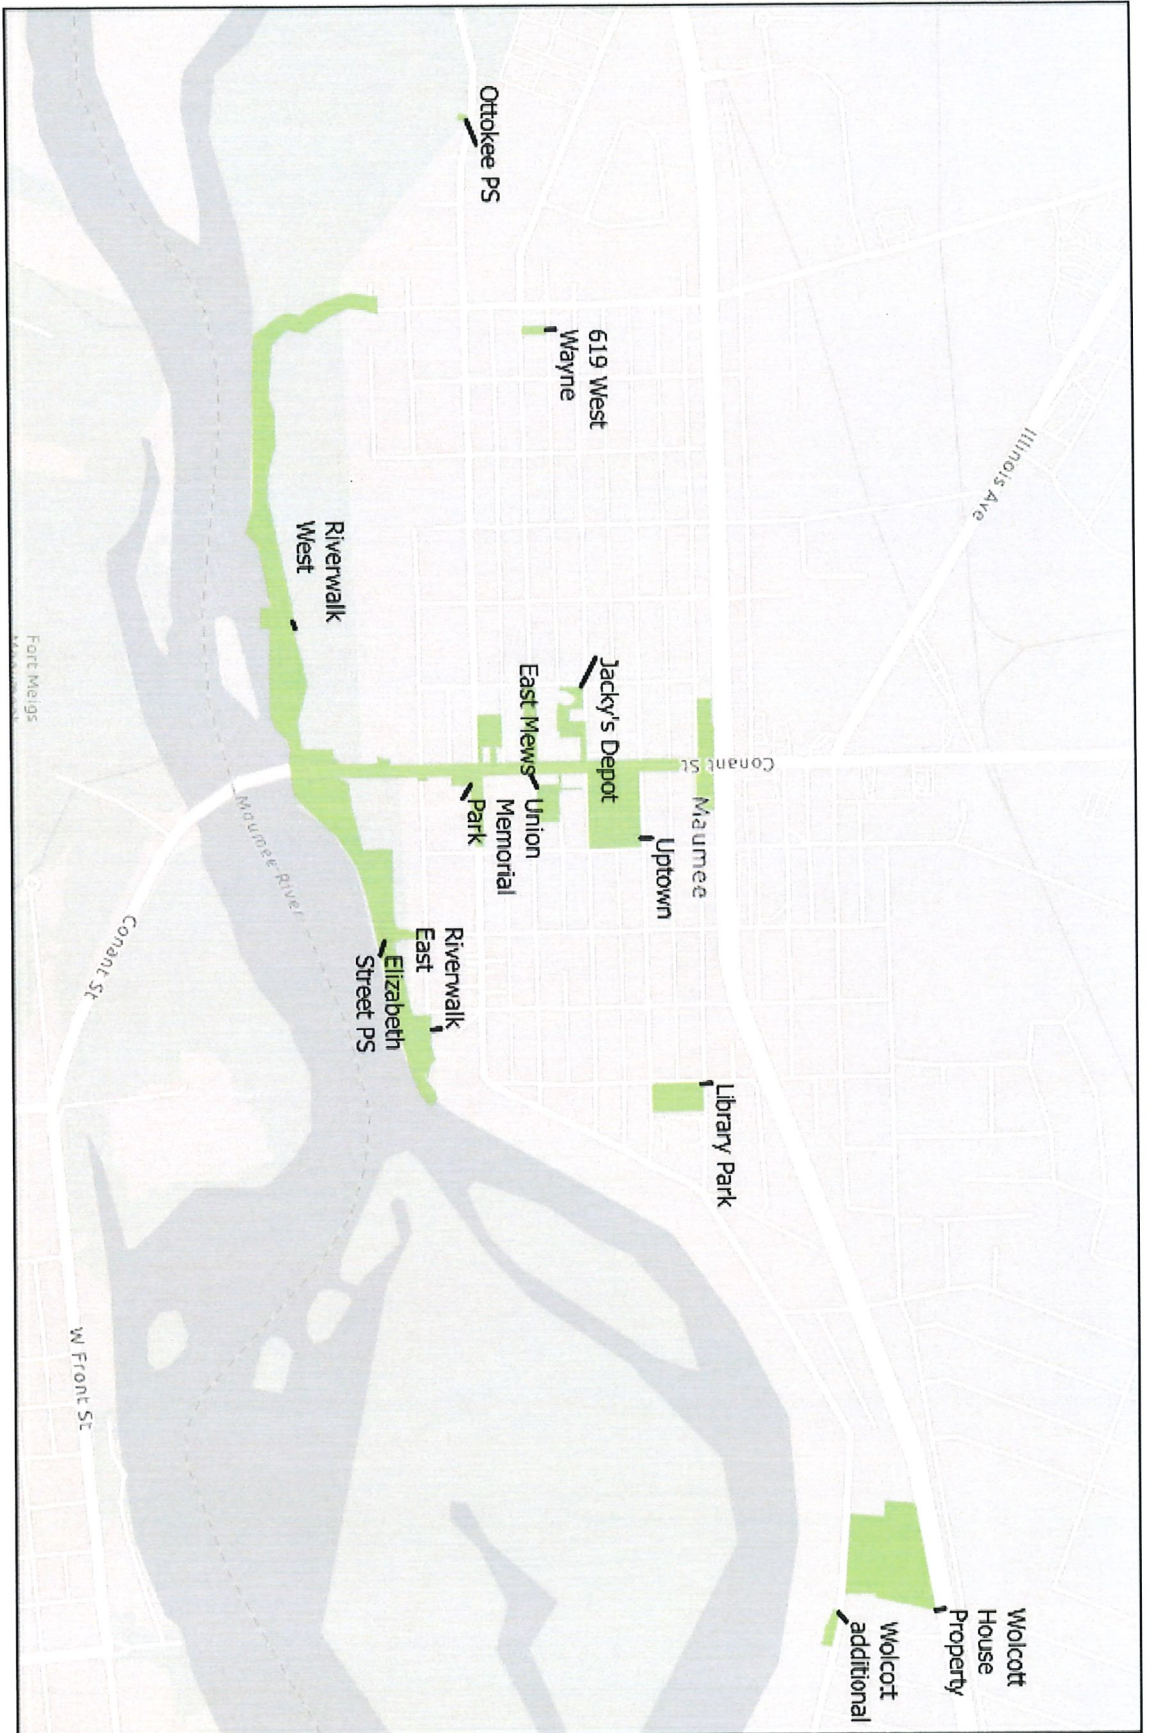 Illinois Ave
Ottokee PS
619 West
Wayne
Riverwalk
West
Jacky's Depot
East Mews
Conant St
Maumee
Uptown
Union
Memorial
Park
Riverwalk
East
Elizabeth
Street PS
Library Park
Wolcott
House
Property
Wolcott
additional
Maumee River
Conant St
W Front St
Fort Meigs